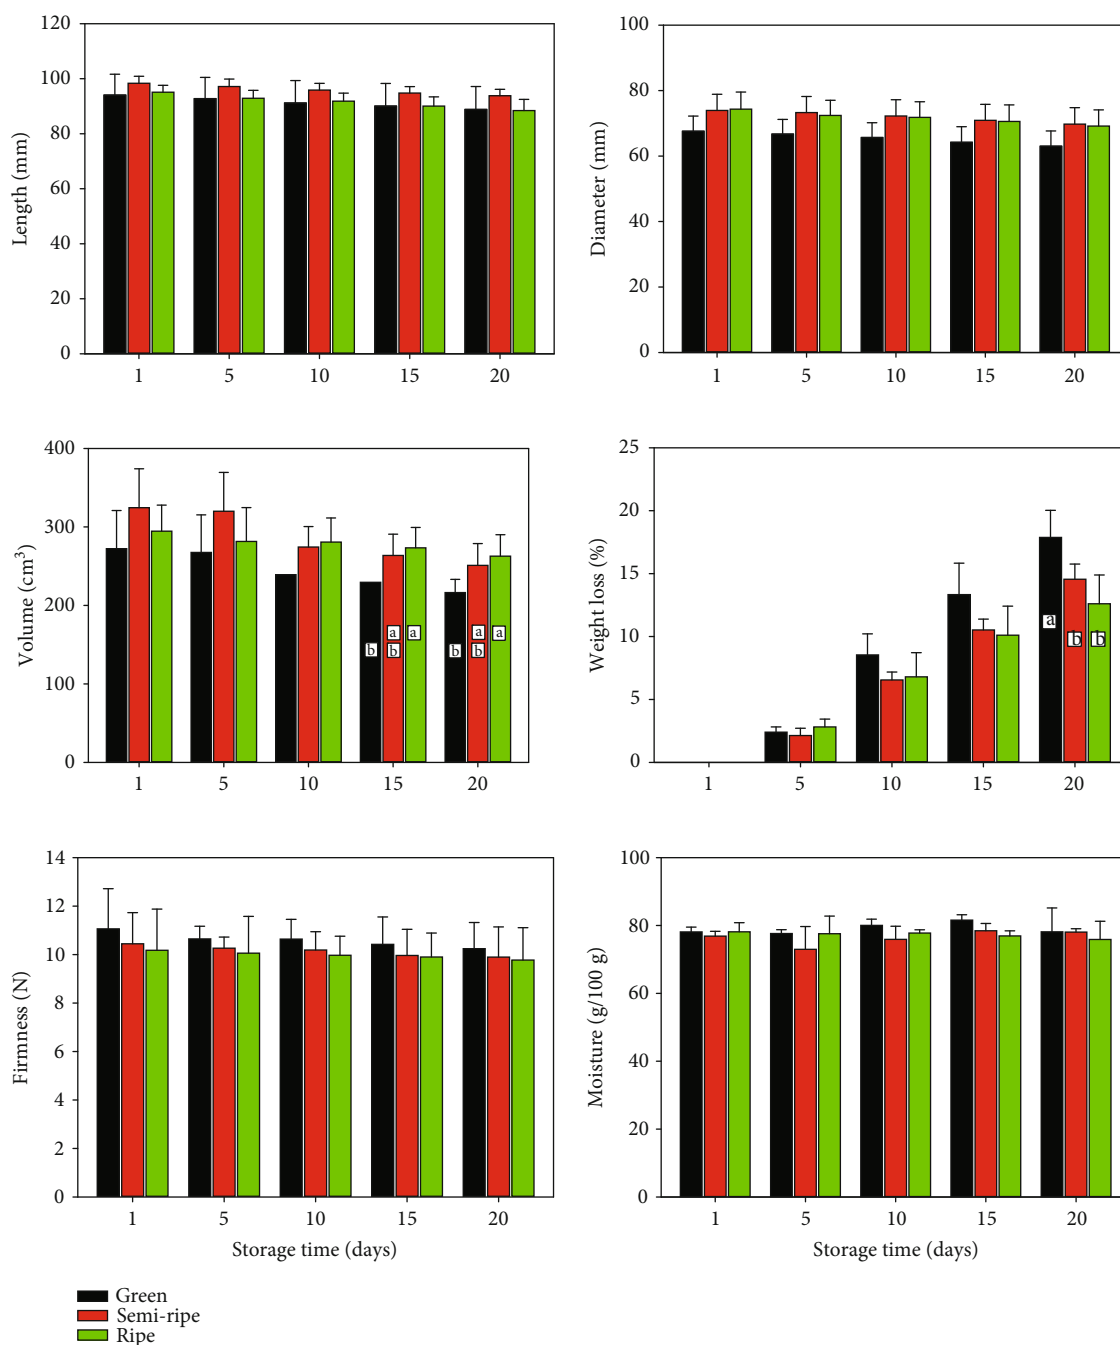 120
100
80
60
40
20
0
Length (mm)
1 5 10 15 20
100
80
60
40
20
0
Diameter (mm)
1 5 10 15 20
400
300
200
100
0
Volume (cm³)
a a a a
b b b b
1 5 10 15 20
25
20
15
10
5
0
Weight loss (%)
a
b b
1 5 10 15 20
14
12
10
8
6
4
2
0
Firmness (N)
1 5 10 15 20
Storage time (days)
100
80
60
40
20
0
Moisture (g/100 g)
1 5 10 15 20
Storage time (days)
Green
Semi-ripe
Ripe